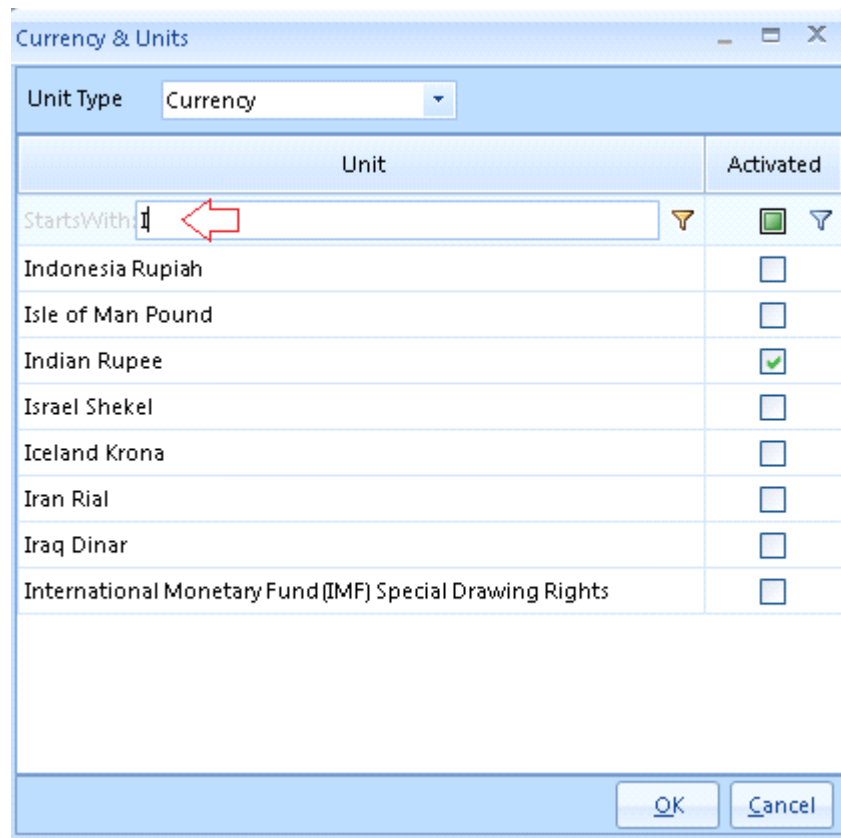 Currency & Units
Unit Type Currency
Unit Activated
StartsWith: I
Indonesia Rupiah
Isle of Man Pound
Indian Rupee
Israel Shekel
Iceland Krona
Iran Rial
Iraq Dinar
International Monetary Fund (IMF) Special Drawing Rights
OK Cancel